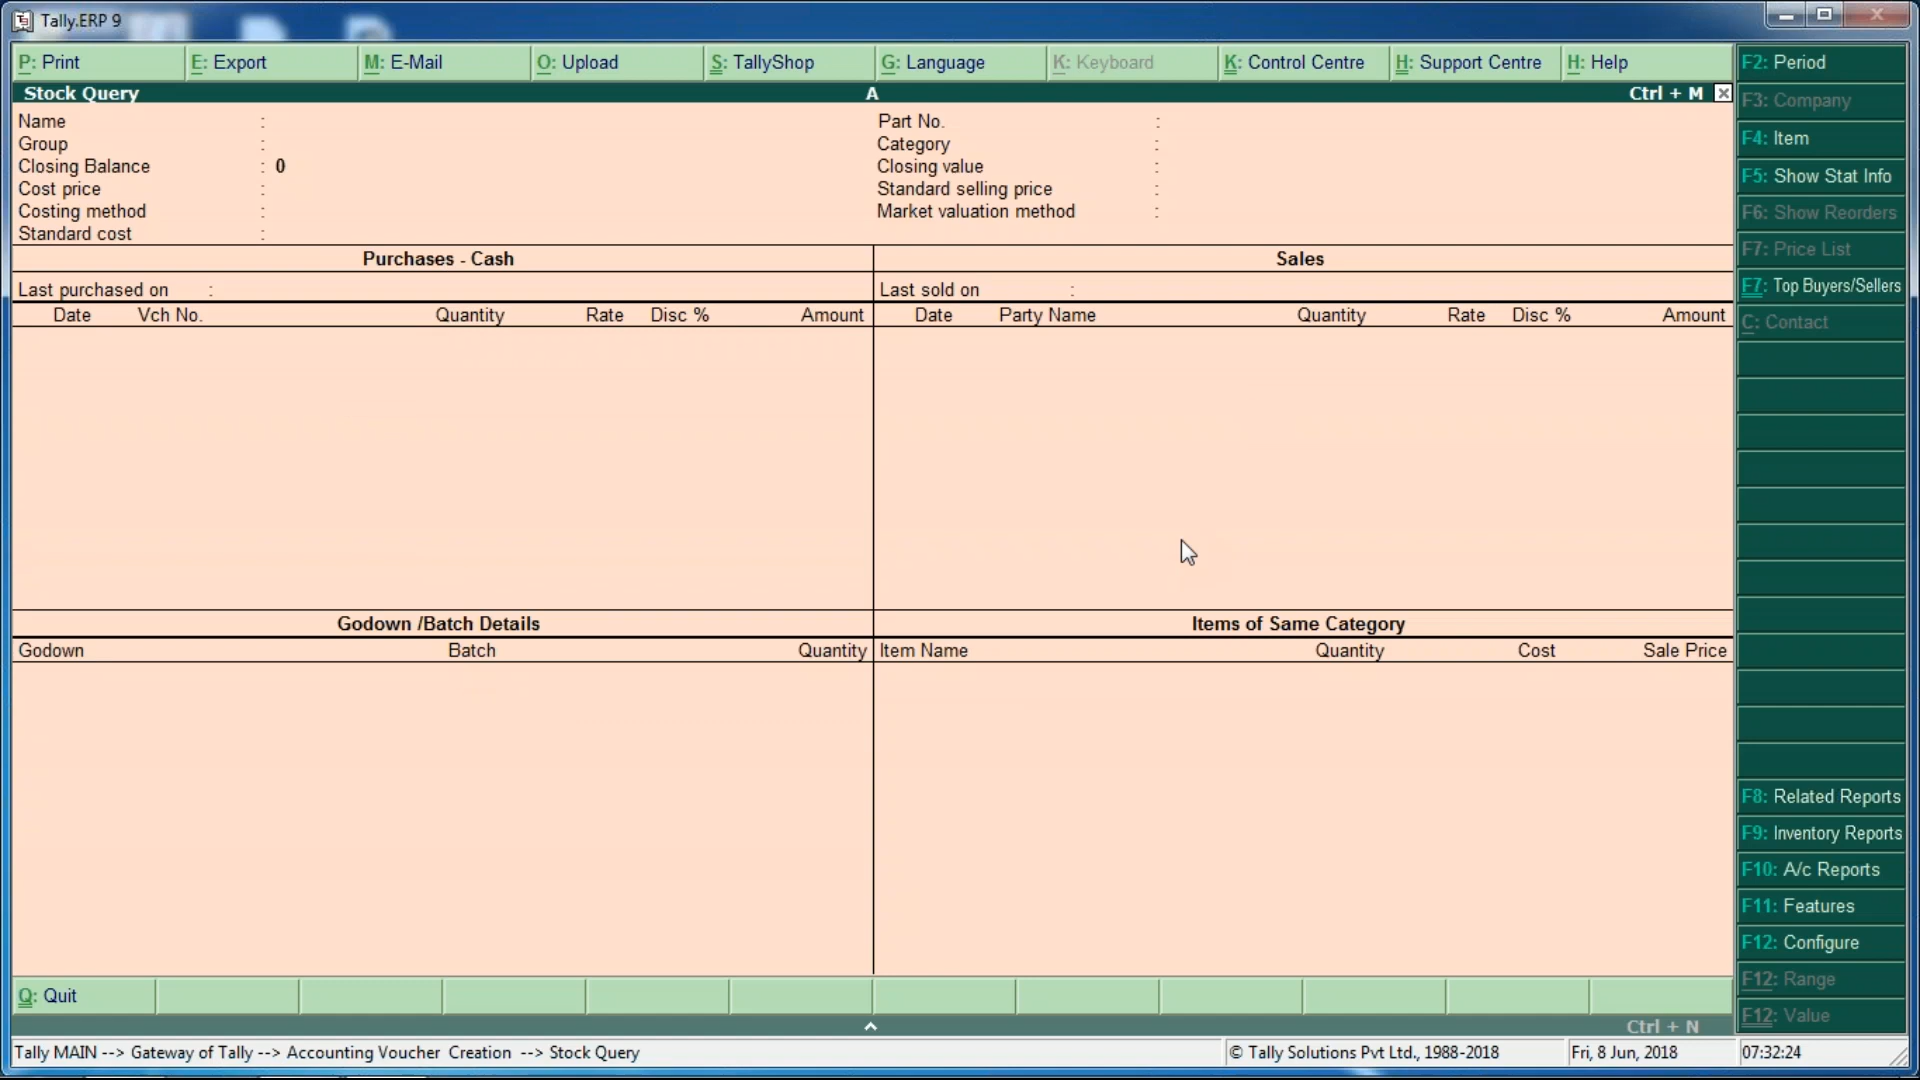 Tally.ERP 9
P: Print E: Export M: E-Mail O: Upload S: TallyShop G: Language K: Keyboard K: Control Centre H: Support Centre H: Help
Stock Query A Ctrl + M
Name :
Group :
Closing Balance : 0
Cost price :
Costing method :
Standard cost :
Part No. :
Category :
Closing value :
Standard selling price :
Market valuation method :
Purchases - Cash
Last purchased on :
Date Vch No. Quantity Rate Disc % Amount
Sales
Last sold on :
Date Party Name Quantity Rate Disc % Amount
Godown /Batch Details
Godown Batch Quantity
Items of Same Category
Item Name Quantity Cost Sale Price
F2: Period
F3: Company
F4: Item
F5: Show Stat Info
F6: Show Reorders
F7: Price List
F7: Top Buyers/Sellers
C: Contact
F8: Related Reports
F9: Inventory Reports
F10: A/c Reports
F11: Features
F12: Configure
F12: Range
F12: Value
Q: Quit
Ctrl + N
Tally MAIN --> Gateway of Tally --> Accounting Voucher Creation --> Stock Query
© Tally Solutions Pvt Ltd., 1988-2018 Fri, 8 Jun, 2018 07:32:24